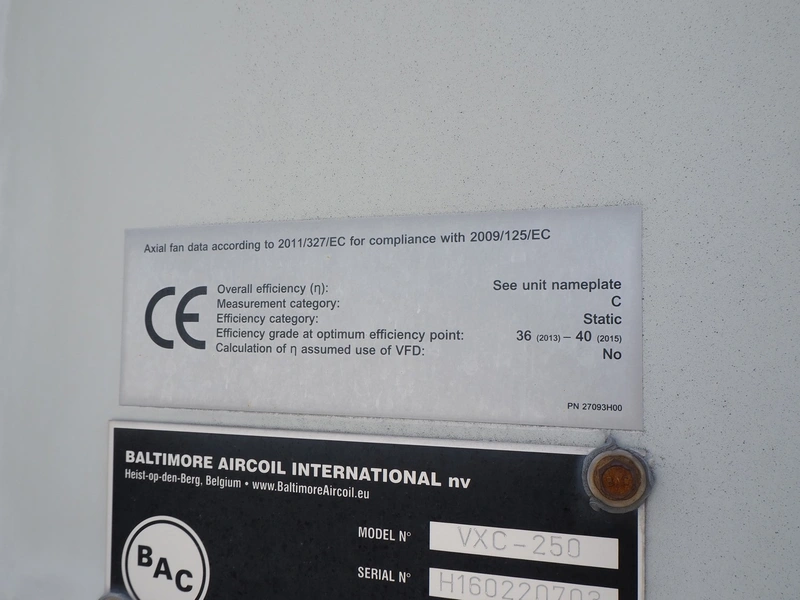 Axial fan data according to 2011/327/EC for compliance with 2009/125/EC
CE
Overall efficiency (η): See unit nameplate
Measurement category: C
Efficiency category: Static
Efficiency grade at optimum efficiency point: 36 (2013) – 40 (2015)
Calculation of η assumed use of VFD: No
PN 27093H00
BALTIMORE AIRCOIL INTERNATIONAL nv
Heist-op-den-Berg, Belgium • www.BaltimoreAircoil.eu
BAC
MODEL N° VXC-250
SERIAL N° H160220703